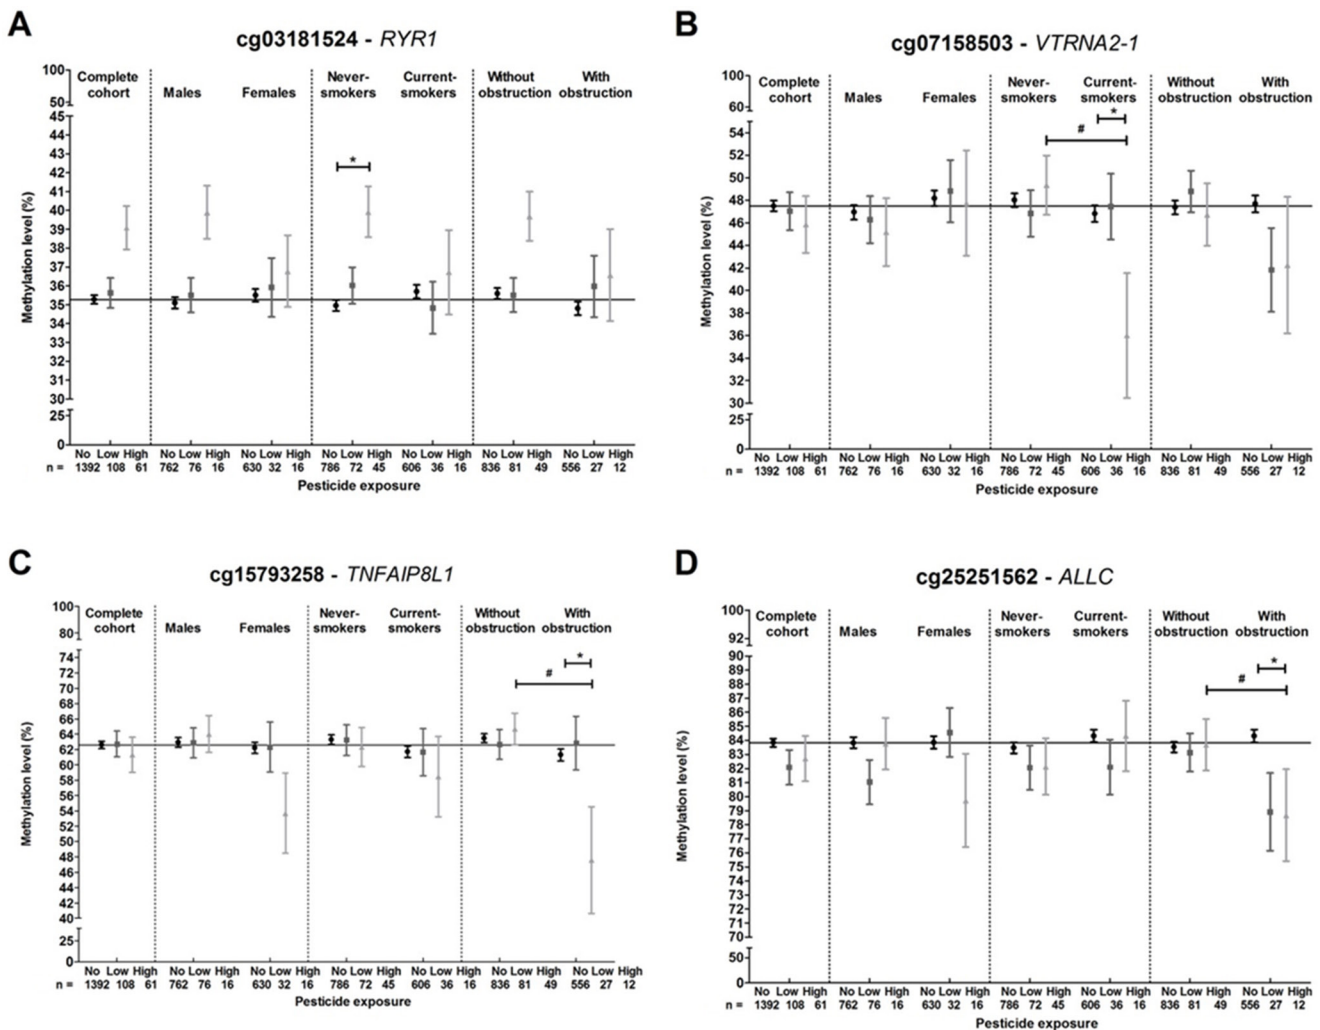 A
cg03181524 - RYR1
Complete cohort
Males
Females
Never-smokers
Current-smokers
Without obstruction
With obstruction
Methylation level (%)
100
50
45
44
43
42
41
40
39
38
37
36
35
34
33
32
31
30
25
0
*
No Low High No Low High No Low High No Low High No Low High No Low High No Low High
n = 1392 108 61 762 76 16 630 32 16 786 72 45 606 36 16 836 81 49 556 27 12
Pesticide exposure
B
cg07158503 - VTRNA2-1
Complete cohort
Males
Females
Never-smokers
Current-smokers
Without obstruction
With obstruction
Methylation level (%)
100
60
54
52
50
48
46
44
42
40
38
36
34
32
30
25
0
#
*
No Low High No Low High No Low High No Low High No Low High No Low High No Low High
n = 1392 108 61 762 76 16 630 32 16 786 72 45 606 36 16 836 81 49 556 27 12
Pesticide exposure
C
cg15793258 - TNFAIP8L1
Complete cohort
Males
Females
Never-smokers
Current-smokers
Without obstruction
With obstruction
Methylation level (%)
100
80
74
72
70
68
66
64
62
60
58
56
54
52
50
48
46
44
42
40
25
0
#
*
No Low High No Low High No Low High No Low High No Low High No Low High No Low High
n = 1392 108 61 762 76 16 630 32 16 786 72 45 606 36 16 836 81 49 556 27 12
Pesticide exposure
D
cg25251562 - ALLC
Complete cohort
Males
Females
Never-smokers
Current-smokers
Without obstruction
With obstruction
Methylation level (%)
100
92
90
89
88
87
86
85
84
83
82
81
80
79
78
77
76
75
74
73
72
71
70
50
0
#
*
No Low High No Low High No Low High No Low High No Low High No Low High No Low High
n = 1392 108 61 762 76 16 630 32 16 786 72 45 606 36 16 836 81 49 556 27 12
Pesticide exposure